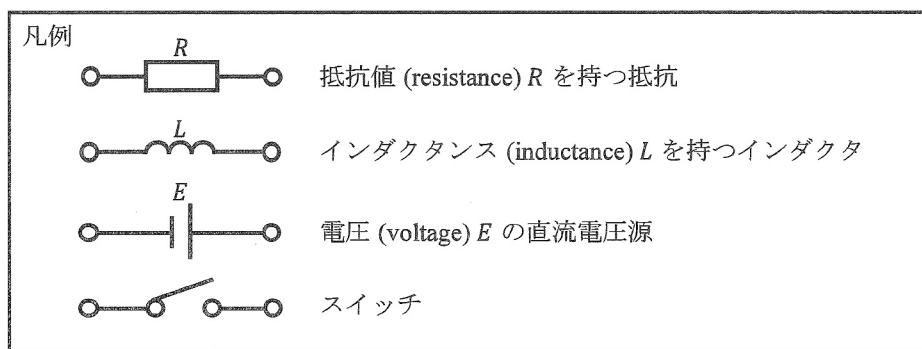 凡例
R
抵抗値 (resistance) R を持つ抵抗
L
インダクタンス (inductance) L を持つインダクタ
E
電圧 (voltage) E の直流電圧源
スイッチ